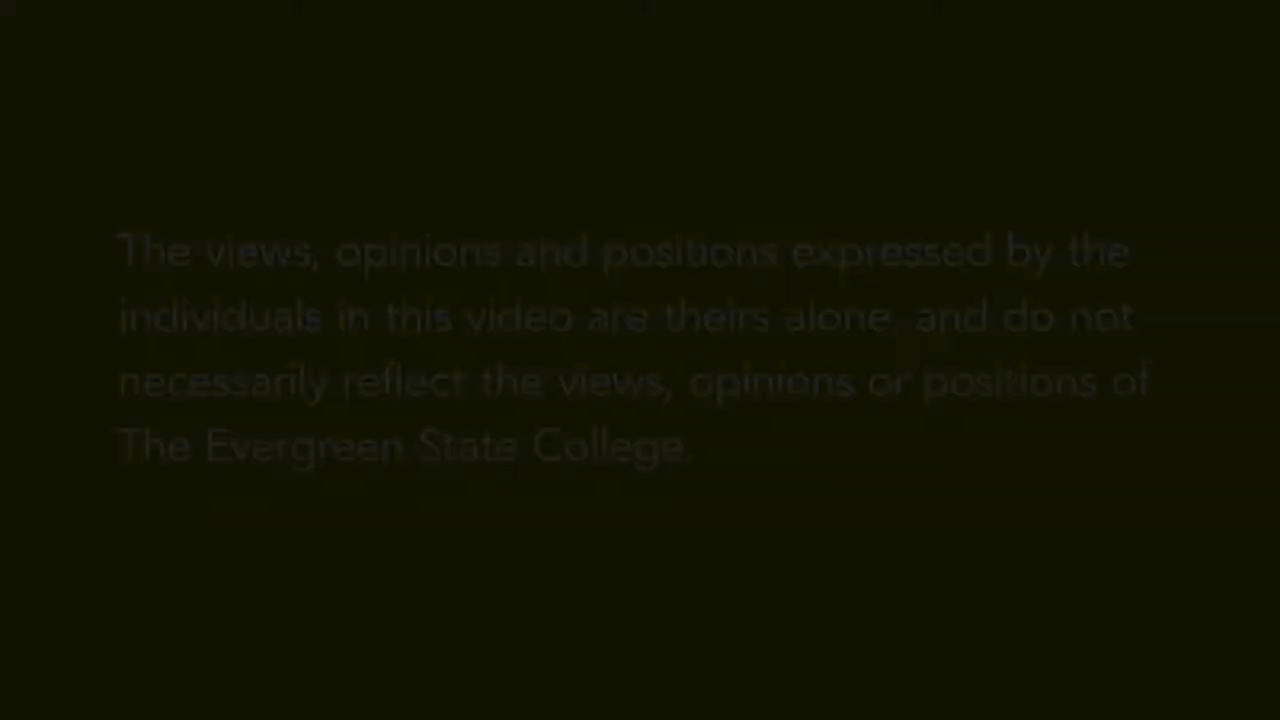 The views, opinions and positions expressed by the
individuals in this video are theirs alone, and do not
necessarily reflect the views, opinions or positions of
The Evergreen State College.